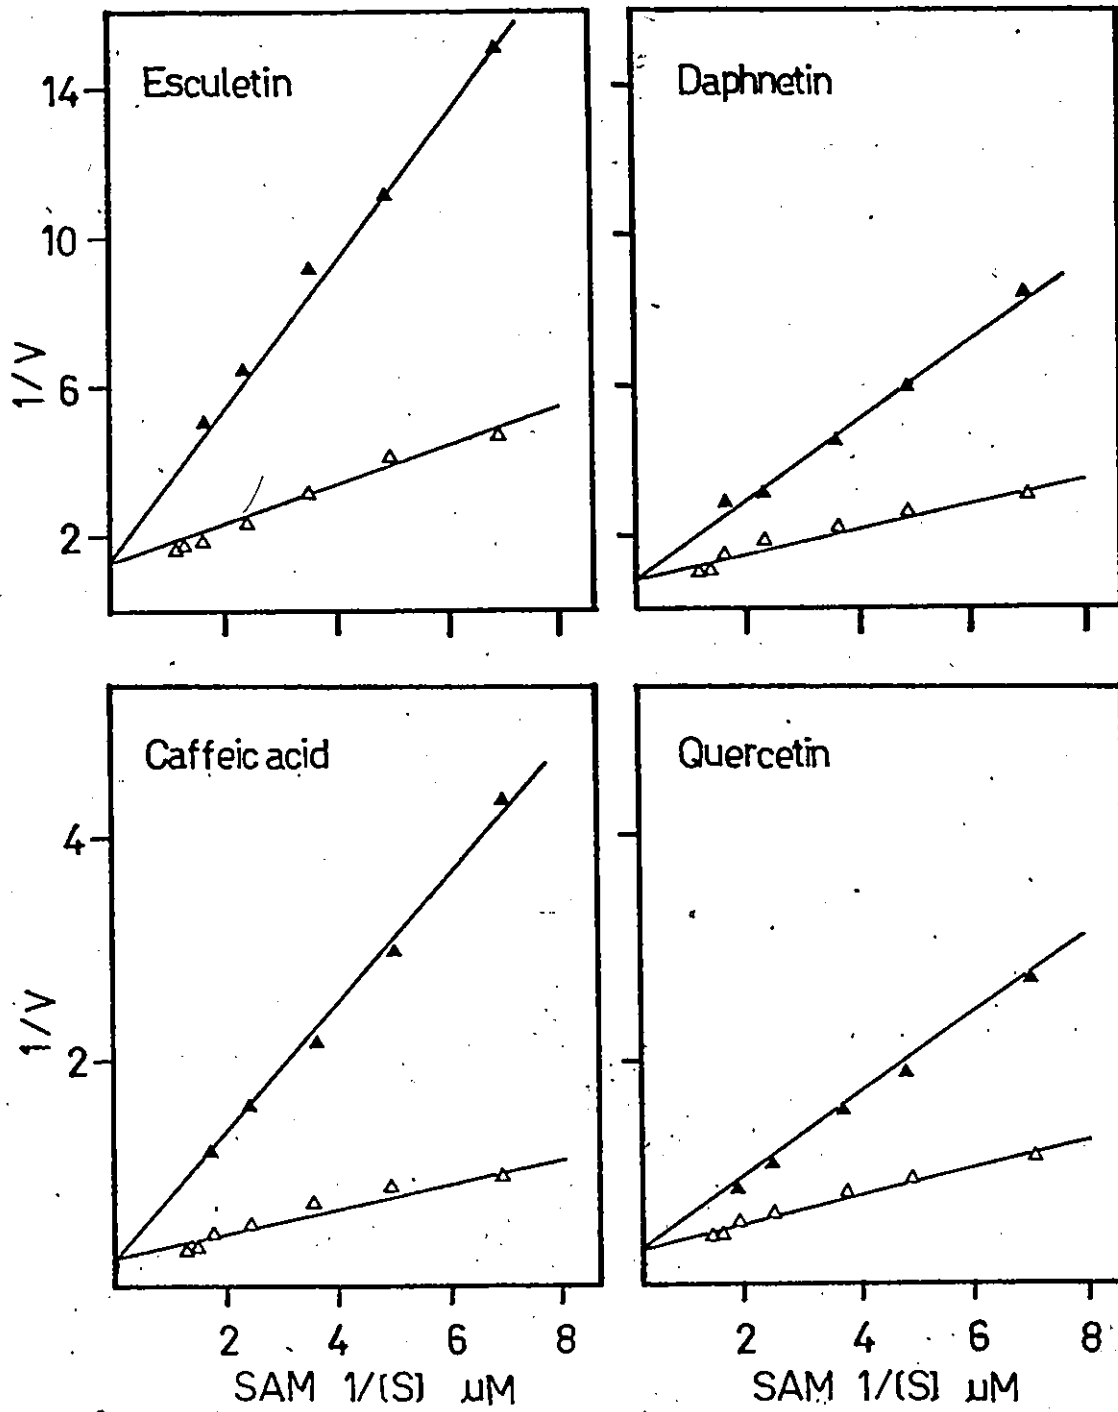 Esculetin
Daphnetin
14
10
6
2
1/V
Caffeic acid
Quercetin
4
2
1/V
2 4 6 8
2 4 6 8
SAM 1/(S) µM
SAM 1/(S) µM